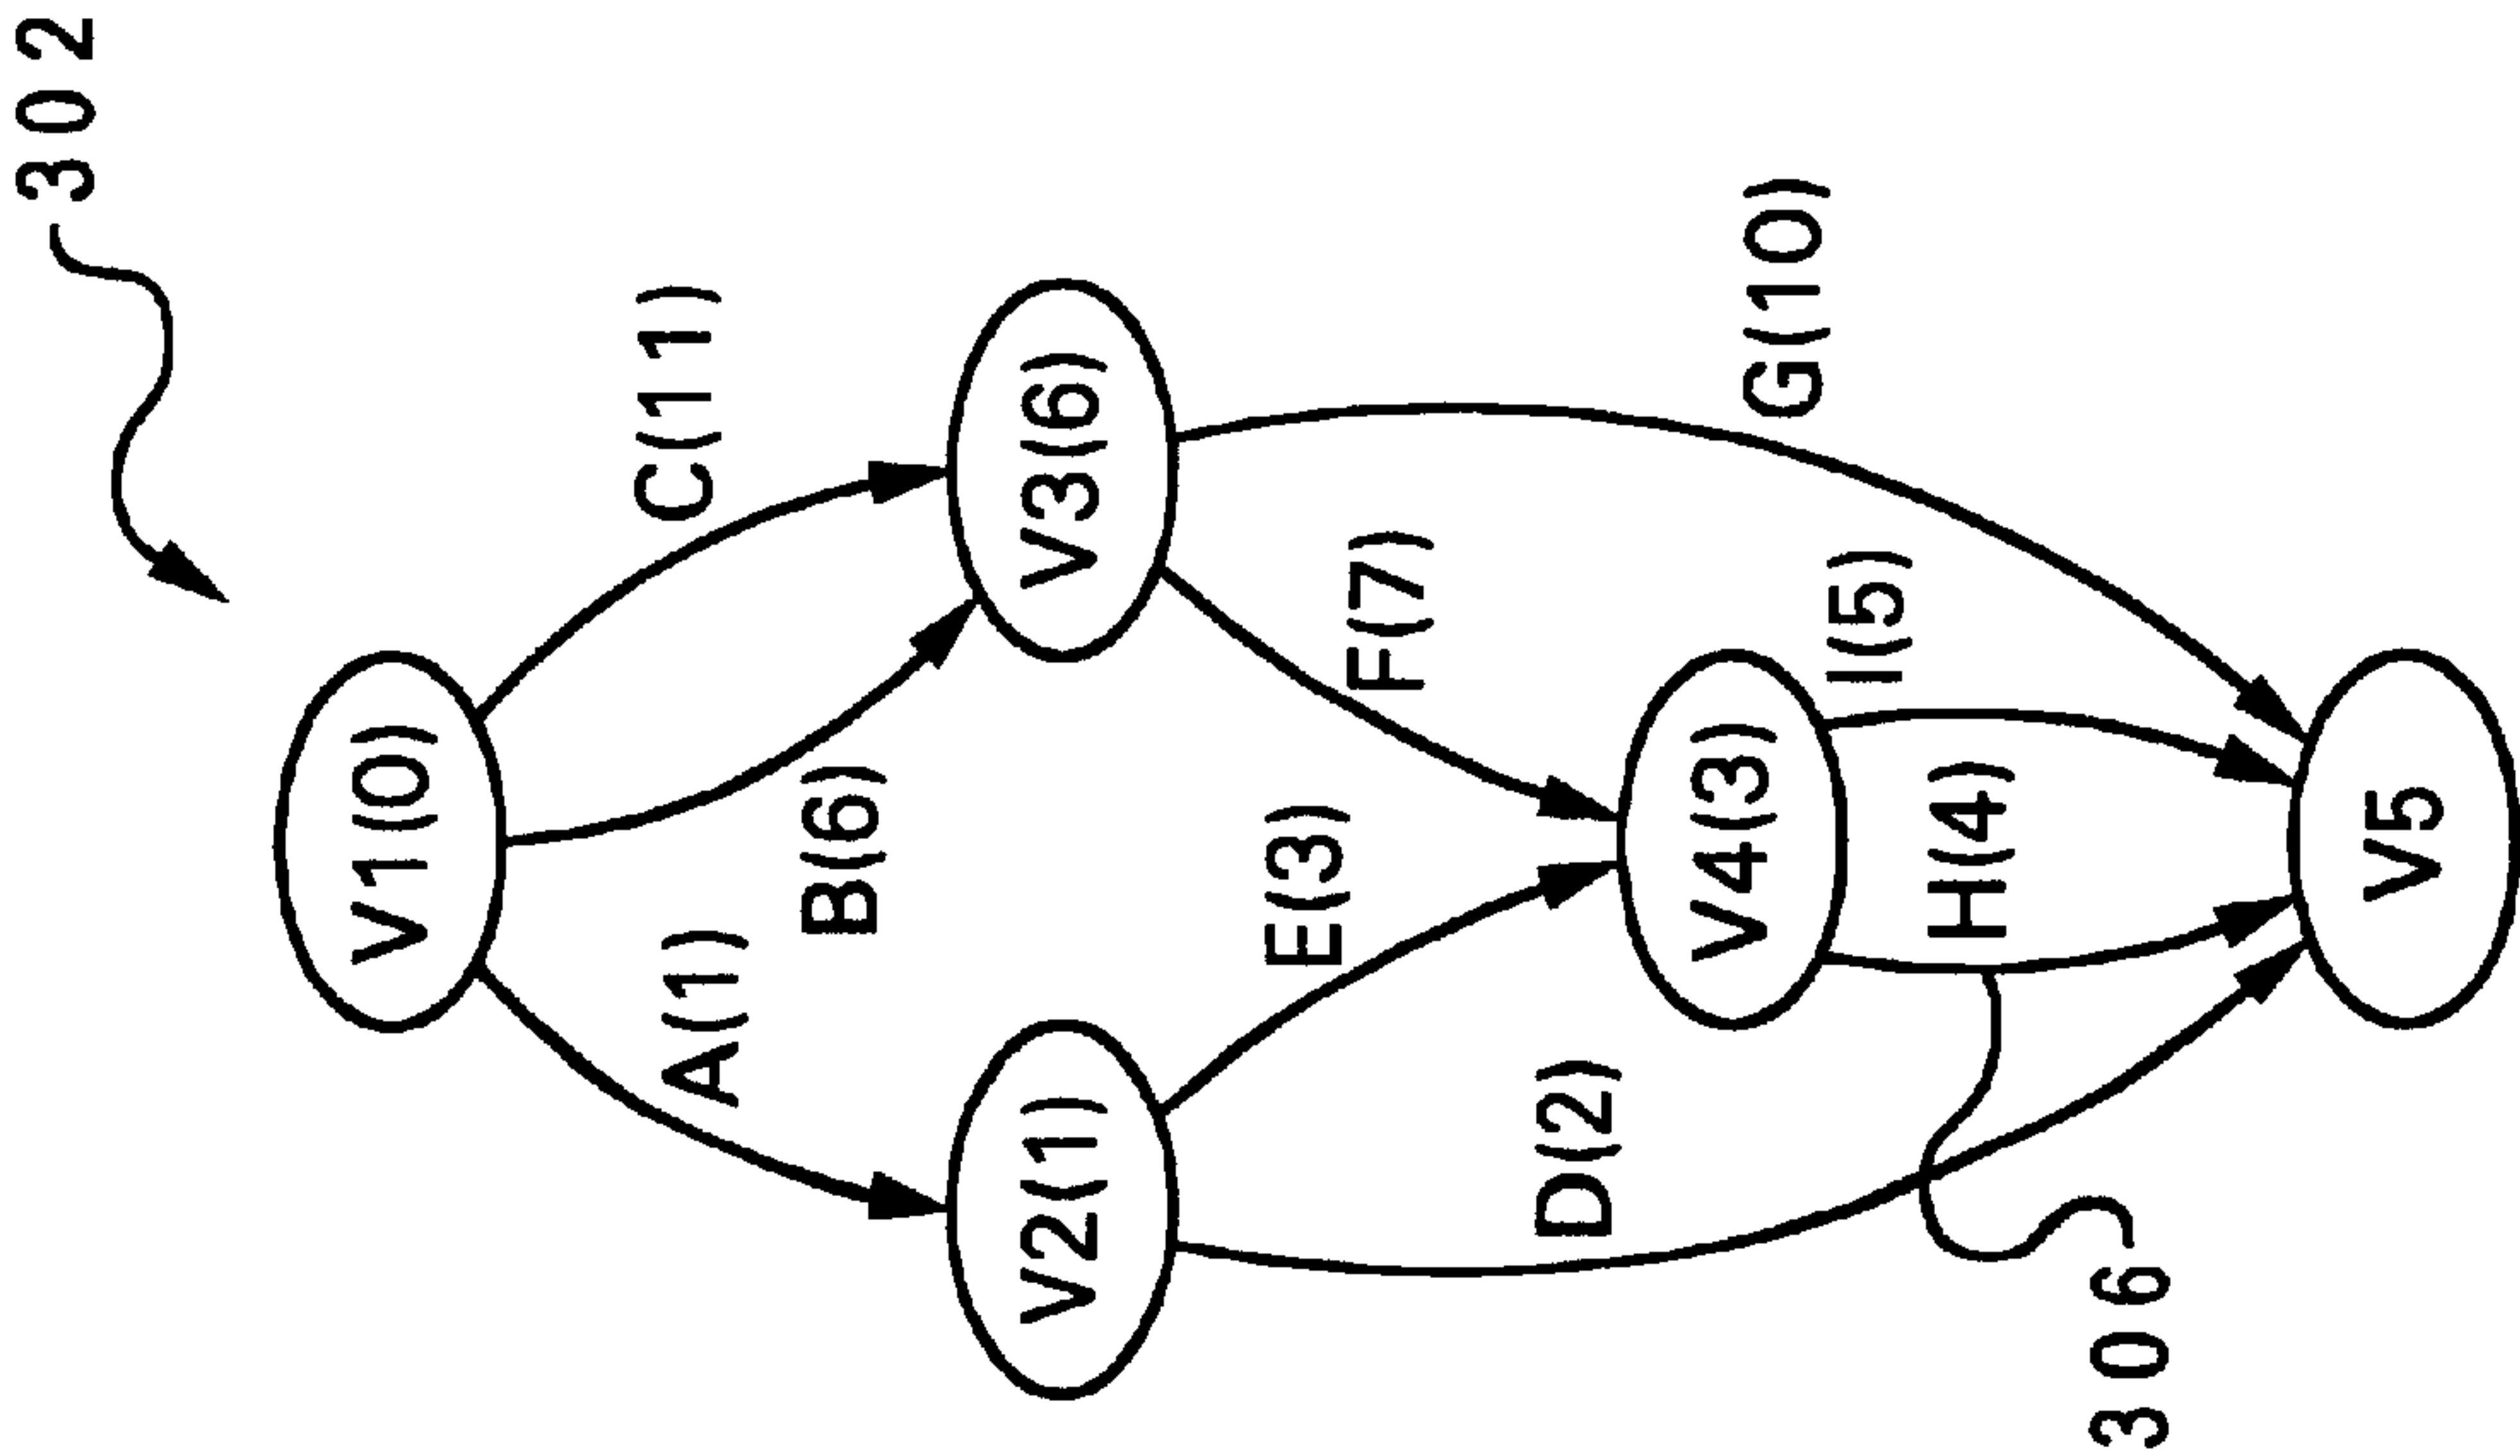 302
V1(0)
C(11)
A(1)
B(6)
V3(6)
V2(1)
F(7)
E(3)
G(10)
D(2)
V4(3)
I(5)
H(4)
V5
306